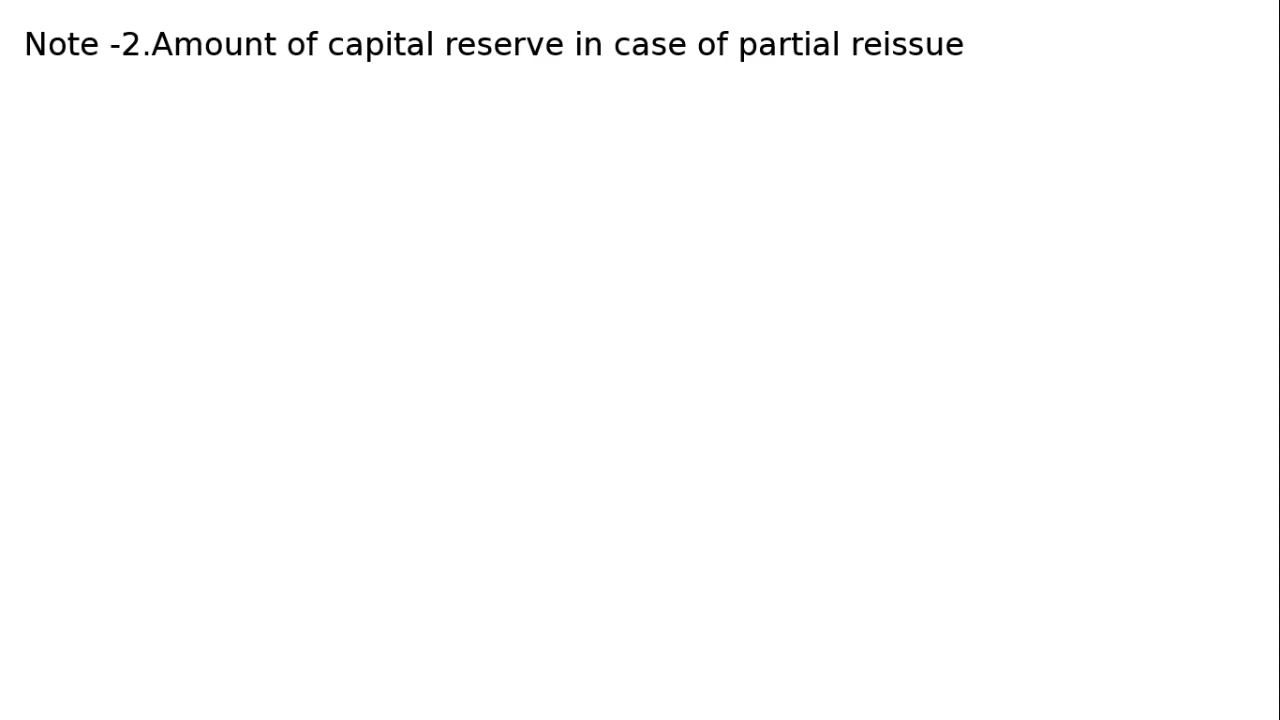 Note -2.Amount of capital reserve in case of partial reissue